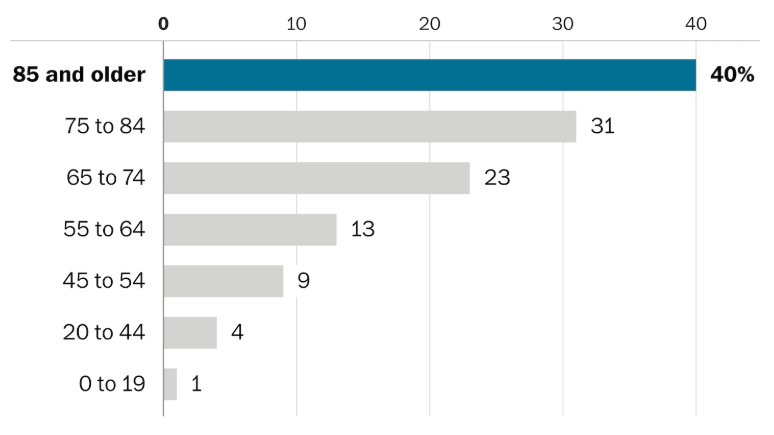 0 10 20 30 40
85 and older 40%
75 to 84 31
65 to 74 23
55 to 64 13
45 to 54 9
20 to 44 4
0 to 19 1